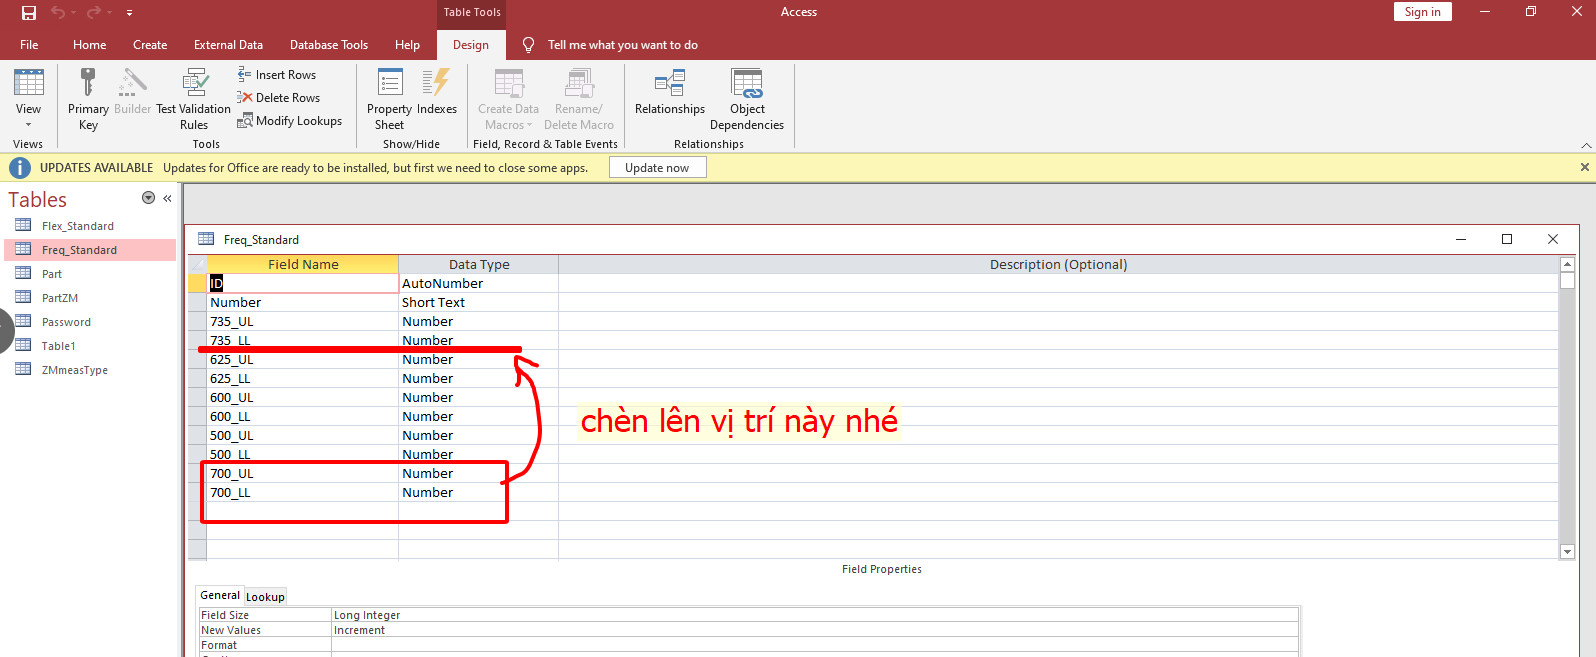 Table Tools
Access
Sign in
File
Home
Create
External Data
Database Tools
Help
Design
Tell me what you want to do
View
Primary Key
Builder
Test Validation Rules
Insert Rows
Delete Rows
Modify Lookups
Property Sheet
Indexes
Create Data Macros
Rename/ Delete Macro
Relationships
Object Dependencies
Views
Tools
Show/Hide
Field, Record & Table Events
Relationships
UPDATES AVAILABLE Updates for Office are ready to be installed, but first we need to close some apps.
Update now
Tables
Flex_Standard
Freq_Standard
Part
PartZM
Password
Table1
ZMmeasType
Freq_Standard
Field Name Data Type Description (Optional)
ID AutoNumber
Number Short Text
735_UL Number
735_LL Number
625_UL Number
625_LL Number
600_UL Number
600_LL Number
500_UL Number
500_LL Number
700_UL Number
700_LL Number
chèn lên vị trí này nhé
Field Properties
General Lookup
Field Size Long Integer
New Values Increment
Format